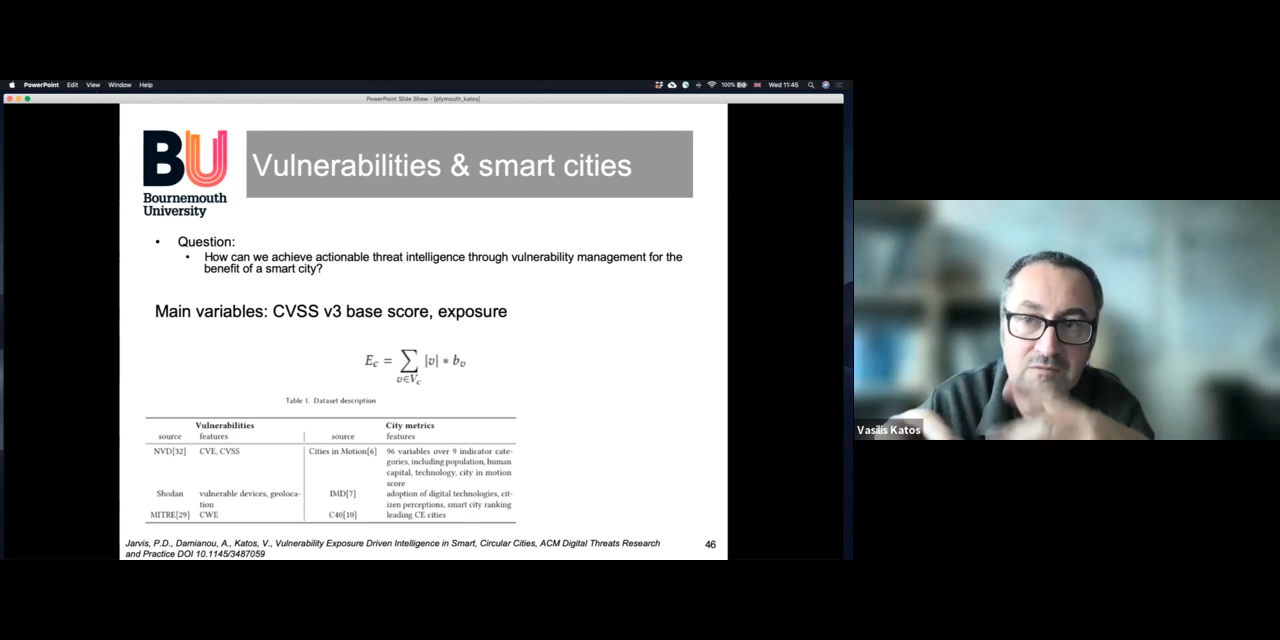 PowerPoint Edit View Window Help 100% Wed 11:45
PowerPoint Slide Show - [plymouth_katos]
BU
Bournemouth
University
Vulnerabilities & smart cities
• Question:
• How can we achieve actionable threat intelligence through vulnerability management for the
benefit of a smart city?
Main variables: CVSS v3 base score, exposure
E_c = ∑_{v∈V_c} |v| * b_v
Table 1. Dataset description
Vulnerabilities City metrics
source features source features
NVD[32] CVE, CVSS Cities in Motion[6] 96 variables over 9 indicator cate-
gories, including population, human
capital, technology, city in motion
score
Shodan vulnerable devices, geoloca- IMD[7] adoption of digital technologies, cit-
tion izen perceptions, smart city ranking
MITRE[29] CWE C40[10] leading CE cities
Jarvis, P.D., Damianou, A., Katos, V., Vulnerability Exposure Driven Intelligence in Smart, Circular Cities, ACM Digital Threats Research
and Practice DOI 10.1145/3487059
46
Vasilis Katos